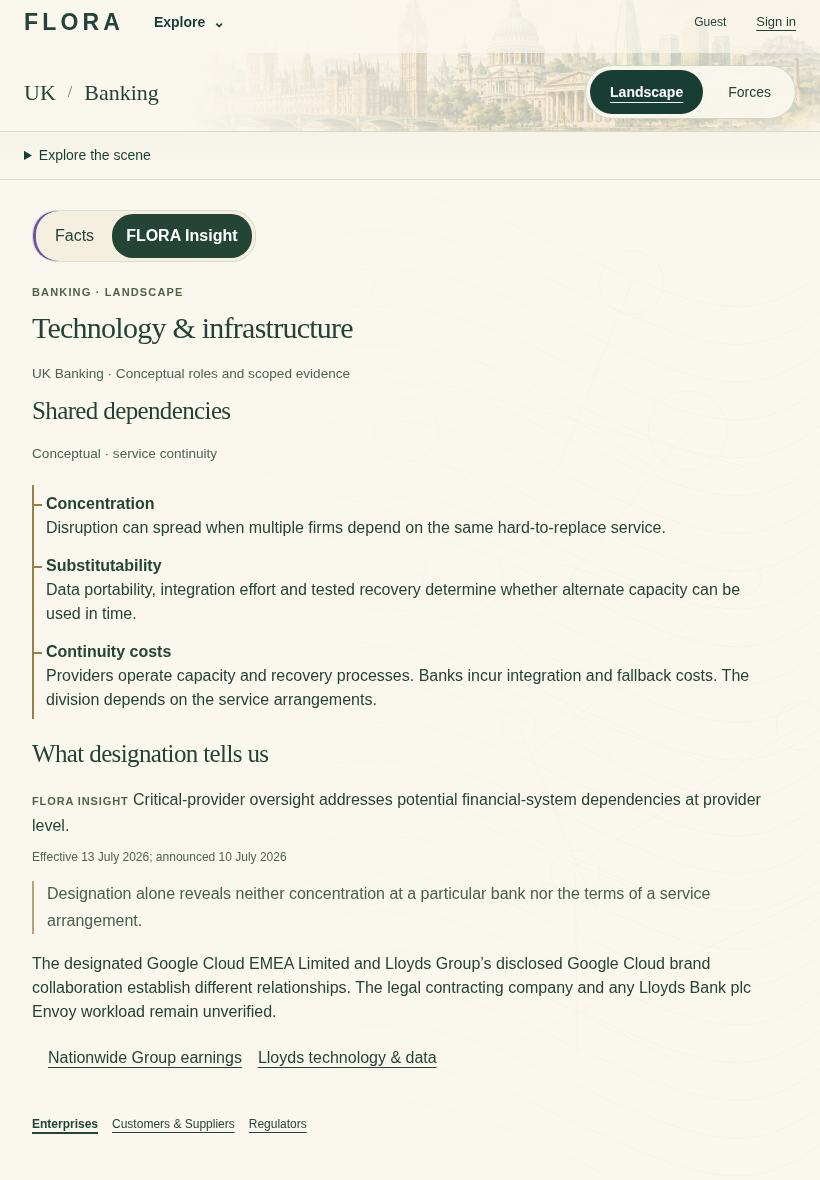 FLORA
Explore
Guest
Sign in
UK / Banking
Landscape
Forces
Explore the scene
Facts
FLORA Insight
BANKING · LANDSCAPE
Technology & infrastructure
UK Banking · Conceptual roles and scoped evidence
Shared dependencies
Conceptual · service continuity
Concentration
Disruption can spread when multiple firms depend on the same hard-to-replace service.
Substitutability
Data portability, integration effort and tested recovery determine whether alternate capacity can be
used in time.
Continuity costs
Providers operate capacity and recovery processes. Banks incur integration and fallback costs. The
division depends on the service arrangements.
What designation tells us
FLORA INSIGHT Critical-provider oversight addresses potential financial-system dependencies at provider
level.
Effective 13 July 2026; announced 10 July 2026
Designation alone reveals neither concentration at a particular bank nor the terms of a service
arrangement.
The designated Google Cloud EMEA Limited and Lloyds Group’s disclosed Google Cloud brand
collaboration establish different relationships. The legal contracting company and any Lloyds Bank plc
Envoy workload remain unverified.
Nationwide Group earnings
Lloyds technology & data
Enterprises
Customers & Suppliers
Regulators